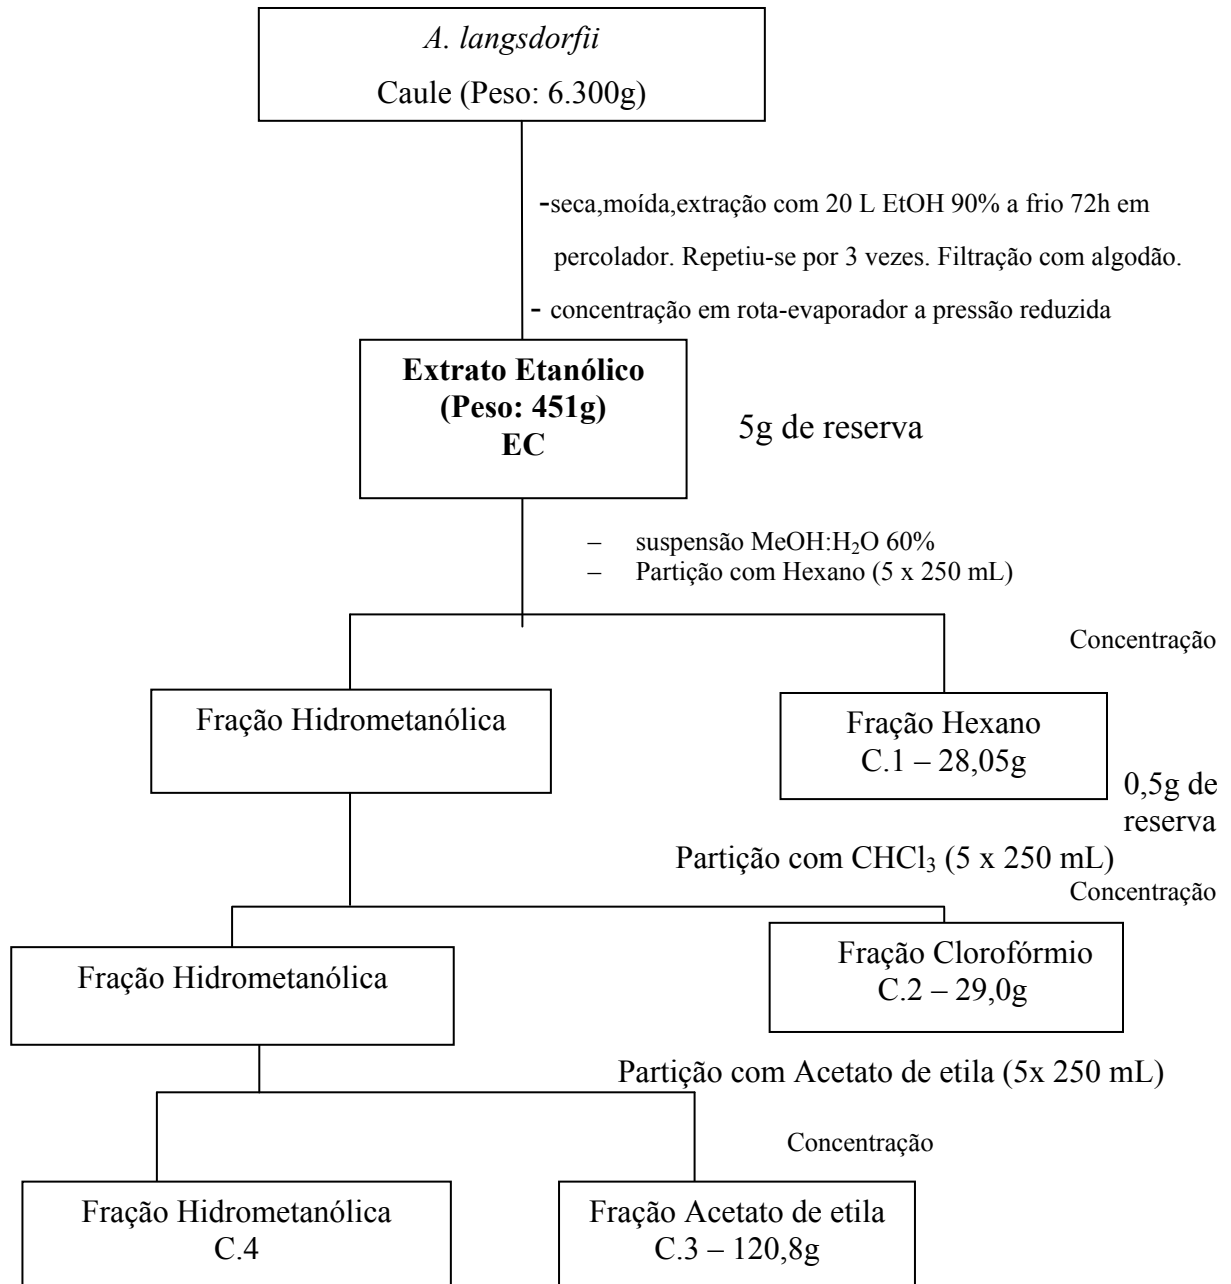 A. langsdorfii
Caule (Peso: 6.300g)
-seca,moída,extração com 20 L EtOH 90% a frio 72h em
percolador. Repetiu-se por 3 vezes. Filtração com algodão.
- concentração em rota-evaporador a pressão reduzida
Extrato Etanólico
(Peso: 451g)
EC
5g de reserva
– suspensão MeOH:H₂O 60%
– Partição com Hexano (5 x 250 mL)
Concentração
Fração Hidrometanólica
Fração Hexano
C.1 – 28,05g
0,5g de
reserva
Partição com CHCl₃ (5 x 250 mL)
Concentração
Fração Hidrometanólica
Fração Clorofórmio
C.2 – 29,0g
Partição com Acetato de etila (5x 250 mL)
Concentração
Fração Hidrometanólica
C.4
Fração Acetato de etila
C.3 – 120,8g